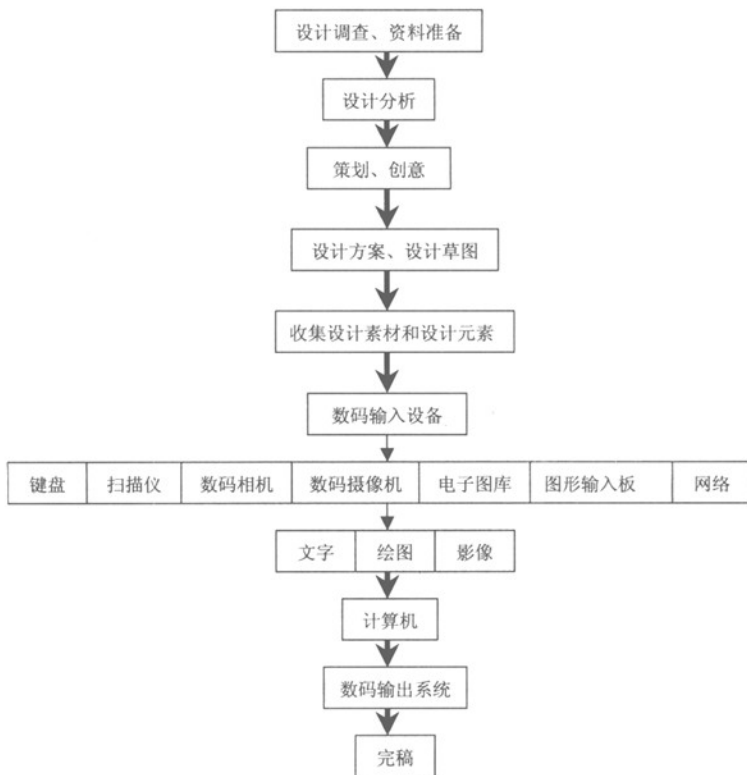 设计调查、资料准备
设计分析
策划、创意
设计方案、设计草图
收集设计素材和设计元素
数码输入设备
键盘 扫描仪 数码相机 数码摄像机 电子图库 图形输入板 网络
文字 绘图 影像
计算机
数码输出系统
完稿